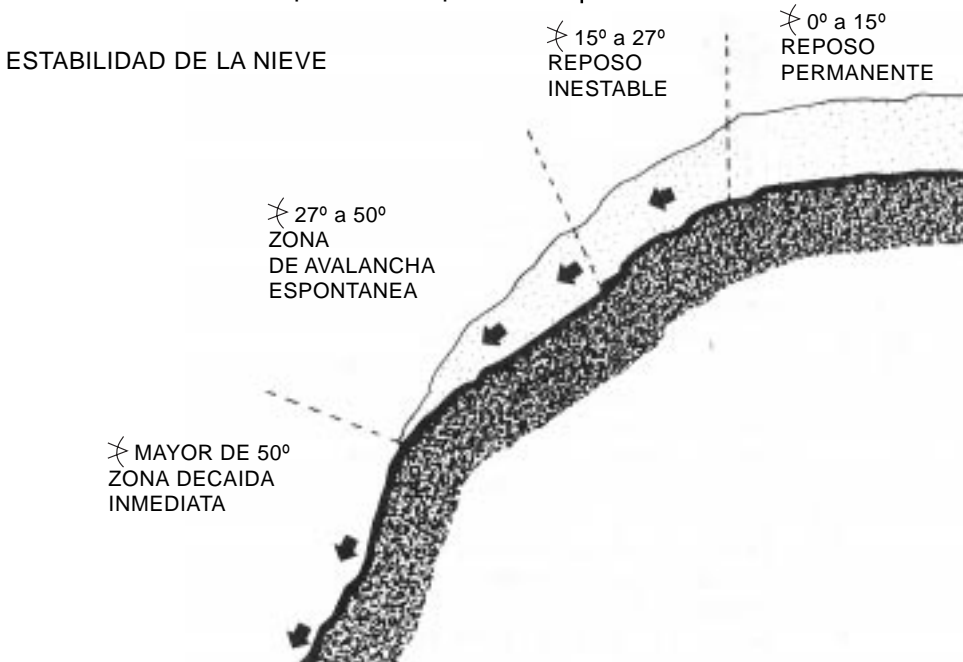 ESTABILIDAD DE LA NIEVE
∢ 15º a 27º
REPOSO
INESTABLE
∢ 0º a 15º
REPOSO
PERMANENTE
∢ 27º a 50º
ZONA
DE AVALANCHA
ESPONTANEA
∢ MAYOR DE 50º
ZONA DECAIDA
INMEDIATA